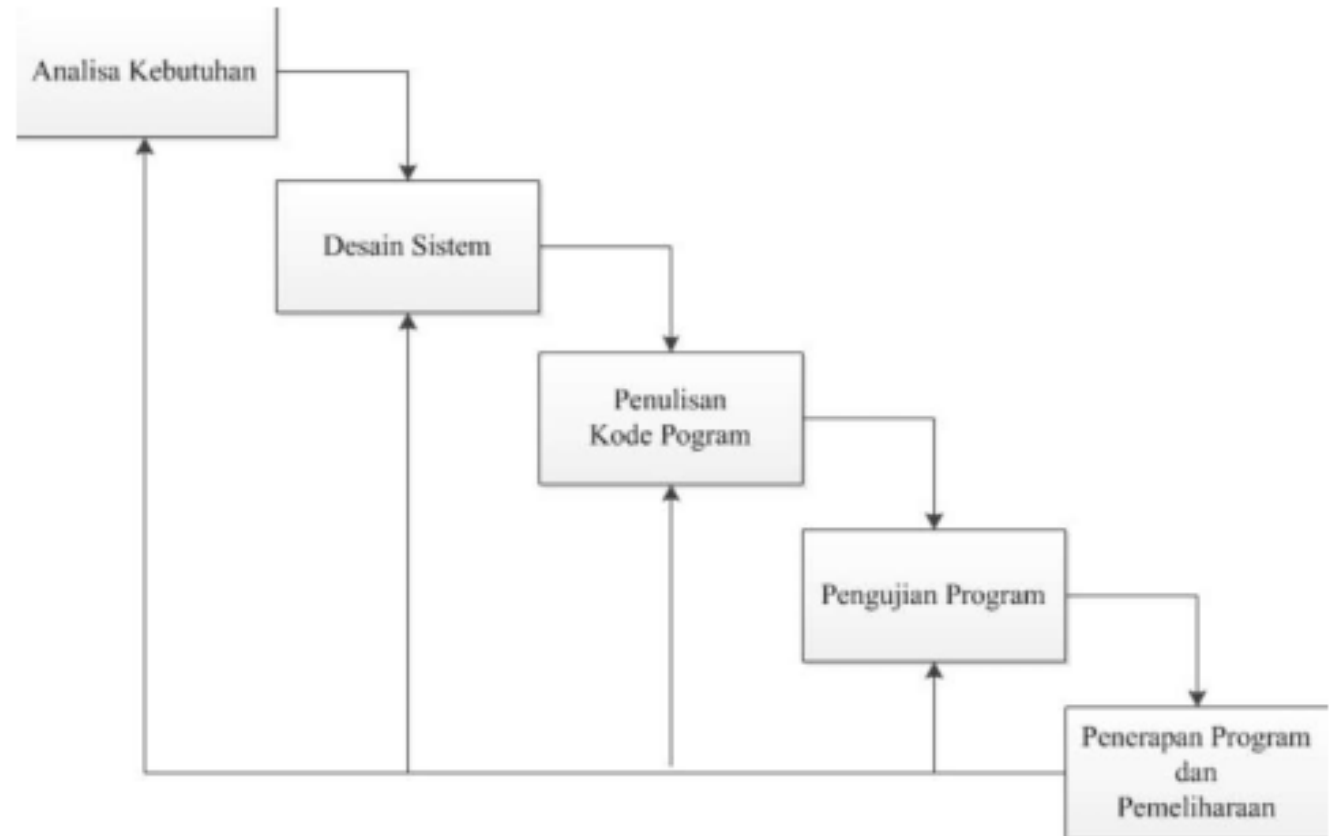 Analisa Kebutuhan
Desain Sistem
Penulisan
Kode Pogram
Pengujian Program
Penerapan Program
dan
Pemeliharaan